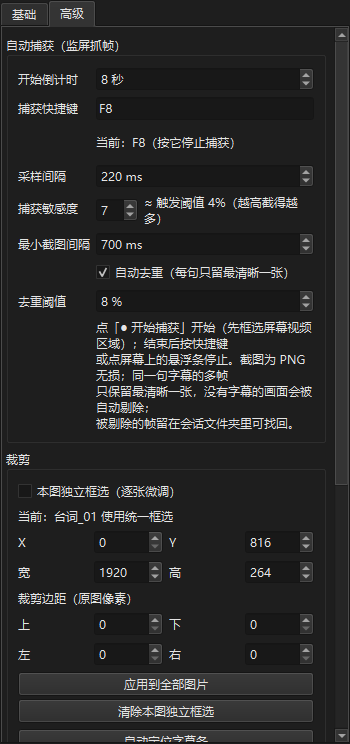 基础 高级
自动捕获（监屏抓帧）
开始倒计时 8 秒
捕获快捷键 F8
当前：F8（按它停止捕获）
采样间隔 220 ms
捕获敏感度 7 ≈ 触发阈值 4%（越高截得越
多）
最小截图间隔 700 ms
自动去重（每句只留最清晰一张）
去重阈值 8 %
点「● 开始捕获」开始（先框选屏幕视频
区域）；结束后按快捷键
或点屏幕上的悬浮条停止。截图为 PNG
无损；同一句字幕的多帧
只保留最清晰一张，没有字幕的画面会被
自动剔除；
被剔除的帧留在会话文件夹里可找回。
裁剪
本图独立框选（逐张微调）
当前：台词_01 使用统一框选
X 0 Y 816
宽 1920 高 264
裁剪边距（原图像素）
上 0 下 0
左 0 右 0
应用到全部图片
清除本图独立框选
自动定位字幕条